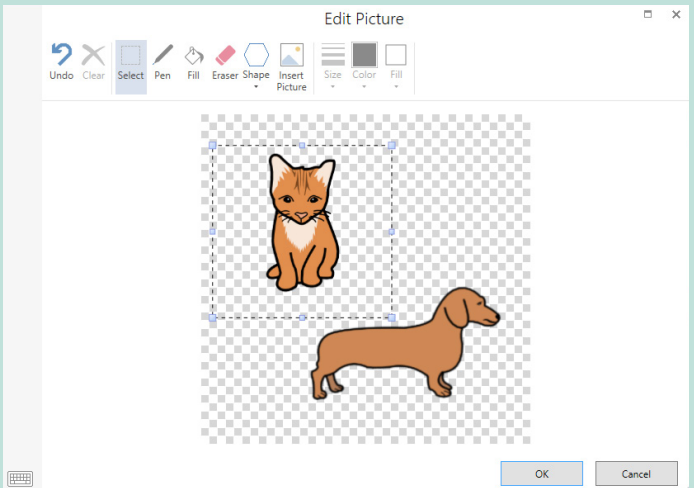 Edit Picture
Undo Clear Select Pen Fill Eraser Shape Insert Picture Size Color Fill
OK Cancel